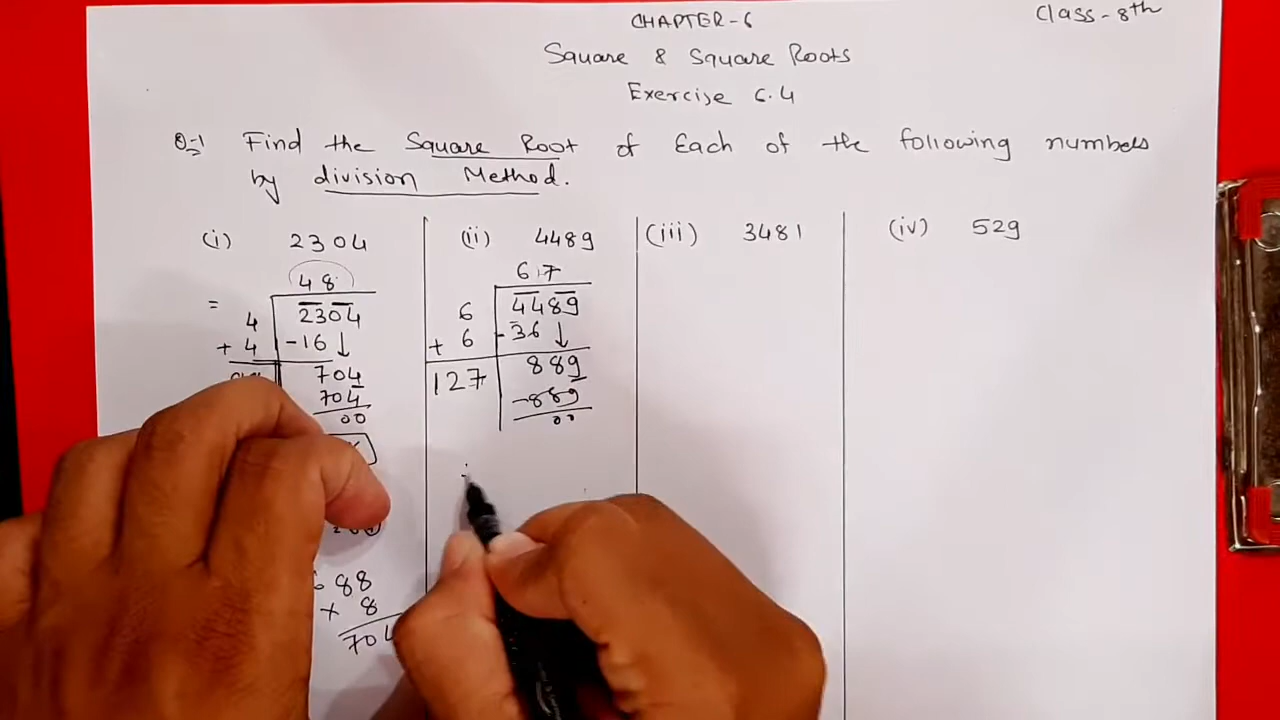 CHAPTER-6
Class-8th
Square & Square Roots
Exercise 6.4
Q-1 Find the Square Root of Each of the following numbers
by division Method.
(i) 2304
48
= 4 2304
+ 4 -16 ↓
704
704
00
688
× 8
704
(ii) 4489
67
6 4489
+ 6 -36 ↓
127 889
-889
00
(iii) 3481
(iv) 529